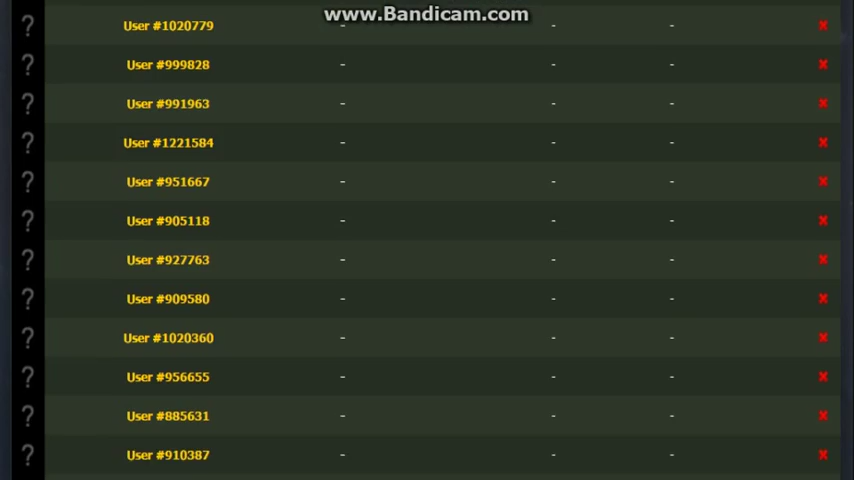 www.Bandicam.com
? User #1020779 - - - x
? User #999828 - - - x
? User #991963 - - - x
? User #1221584 - - - x
? User #951667 - - - x
? User #905118 - - - x
? User #927763 - - - x
? User #909580 - - - x
? User #1020360 - - - x
? User #956655 - - - x
? User #885631 - - - x
? User #910387 - - - x